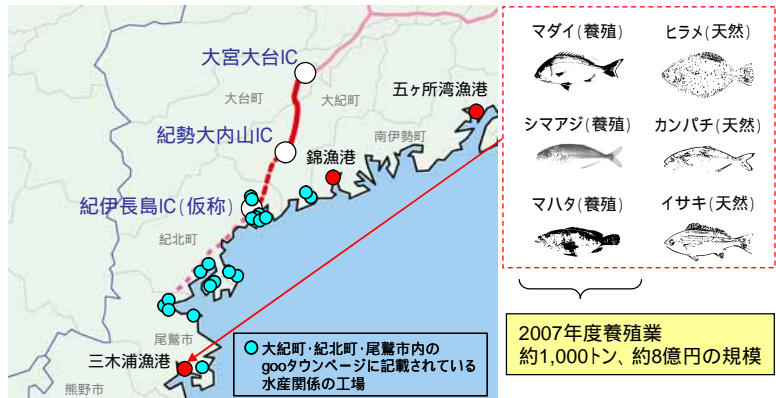 大宮大台IC
大台町
大紀町
五ヶ所湾漁港
紀勢大内山IC
南伊勢町
錦漁港
紀伊長島IC(仮称)
紀北町
尾鷲市
三木浦漁港
熊野市
大紀町・紀北町・尾鷲市内の
gooタウンページに記載されている
水産関係の工場
マダイ(養殖)
ヒラメ(天然)
シマアジ(養殖)
カンパチ(天然)
マハタ(養殖)
イサキ(天然)
2007年度養殖業
約1,000トン、約8億円の規模